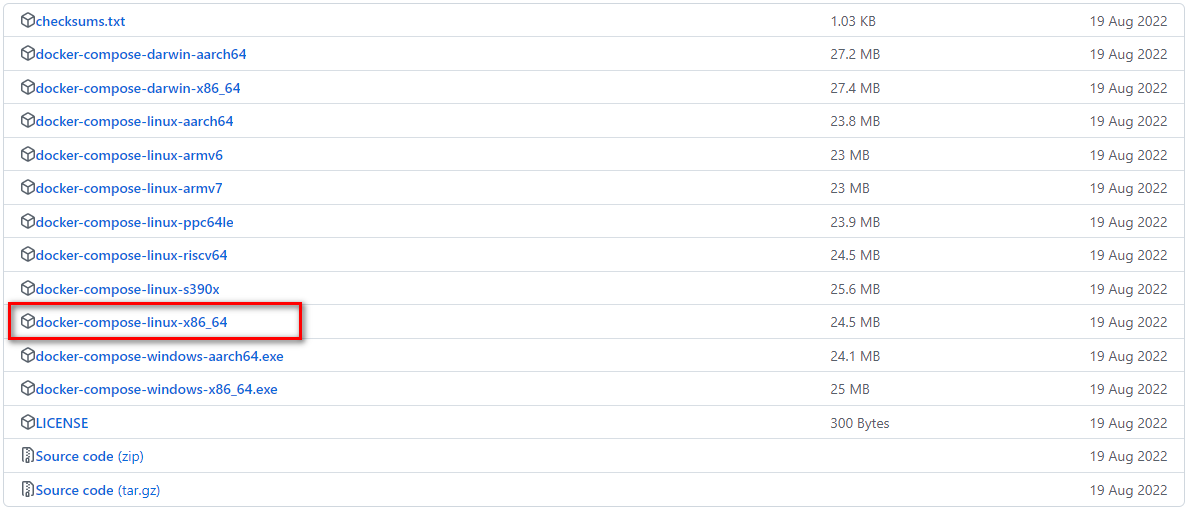 checksums.txt 1.03 KB 19 Aug 2022
docker-compose-darwin-aarch64 27.2 MB 19 Aug 2022
docker-compose-darwin-x86_64 27.4 MB 19 Aug 2022
docker-compose-linux-aarch64 23.8 MB 19 Aug 2022
docker-compose-linux-armv6 23 MB 19 Aug 2022
docker-compose-linux-armv7 23 MB 19 Aug 2022
docker-compose-linux-ppc64le 23.9 MB 19 Aug 2022
docker-compose-linux-riscv64 24.5 MB 19 Aug 2022
docker-compose-linux-s390x 25.6 MB 19 Aug 2022
docker-compose-linux-x86_64 24.5 MB 19 Aug 2022
docker-compose-windows-aarch64.exe 24.1 MB 19 Aug 2022
docker-compose-windows-x86_64.exe 25 MB 19 Aug 2022
LICENSE 300 Bytes 19 Aug 2022
Source code (zip) 19 Aug 2022
Source code (tar.gz) 19 Aug 2022